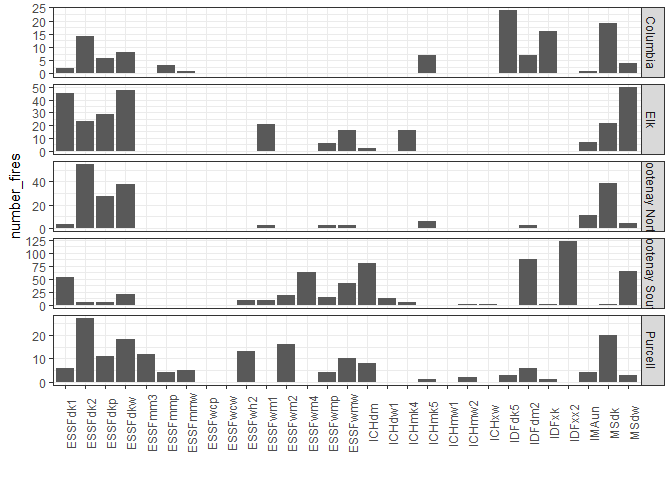 number_fires
25
20
15
10
5
0
Columbia
50
40
30
20
10
0
Elk
40
20
0
ootenay Nort
125
100
75
50
25
0
ootenay Sout
20
10
0
Purcell
ESSFdk1
ESSFdk2
ESSFdkp
ESSFdkw
ESSFmm3
ESSFmmp
ESSFmmw
ESSFwcp
ESSFwcw
ESSFwh2
ESSFwm1
ESSFwm2
ESSFwm4
ESSFwmp
ESSFwmw
ICHdm
ICHdw1
ICHmk4
ICHmk5
ICHmw1
ICHmw2
ICHxw
IDFdk5
IDFdm2
IDFxk
IDFxx2
IMAun
MSdk
MSdw